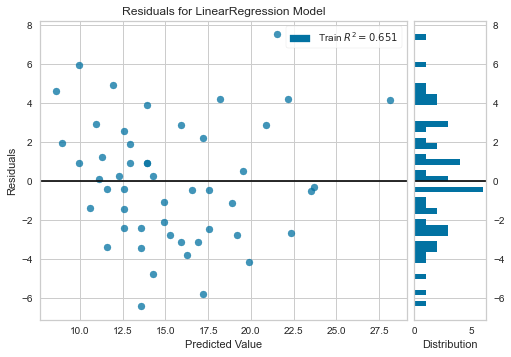 Residuals for LinearRegression Model
Train R² = 0.651
Residuals
8
6
4
2
0
−2
−4
−6
8
6
4
2
0
−2
−4
−6
10.0 12.5 15.0 17.5 20.0 22.5 25.0 27.5
0 5
Predicted Value
Distribution